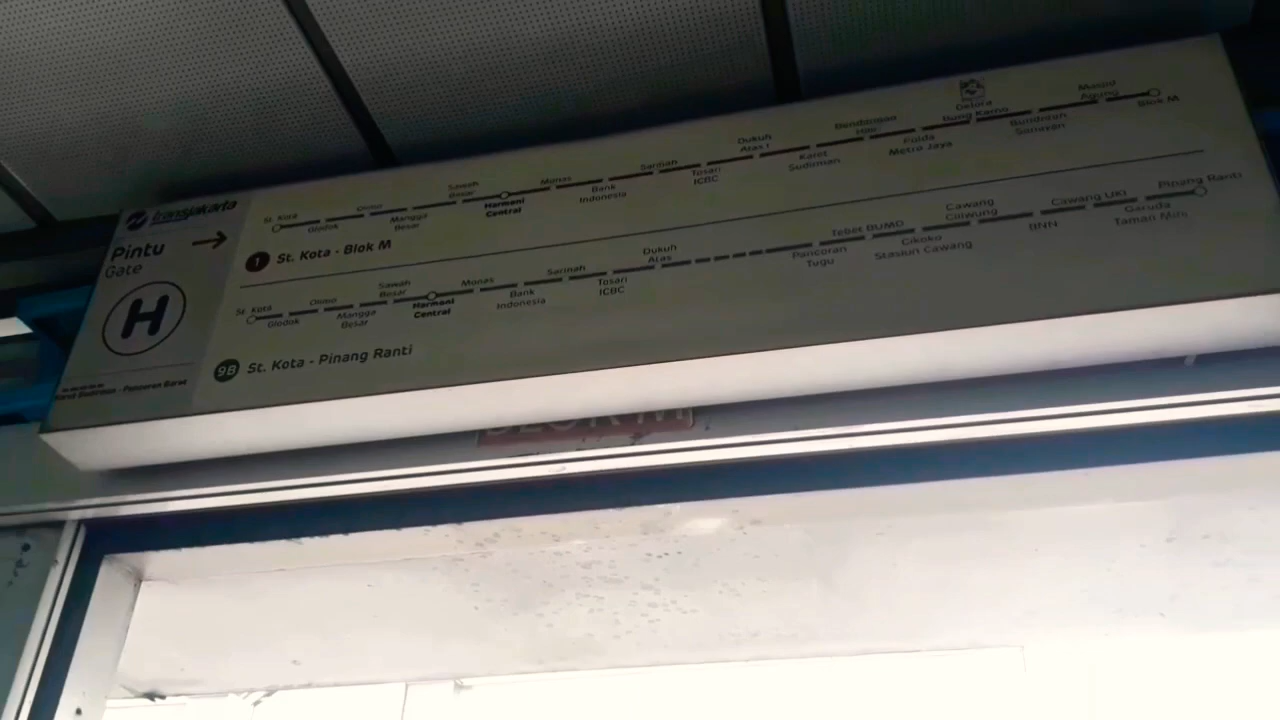 transjakarta
Pintu
Gate
H
St. Kota
Glodok
Olimo
Mangga
Besar
Sawah
Besar
Harmoni
Central
Monas
Bank
Indonesia
Sarinah
Tosari
ICBC
Dukuh
Atas 1
Karet
Sudirman
Bendungan
Hilir
Polda
Metro Jaya
Gelora
Bung Karno
Bundaran
Senayan
Masjid
Agung
Blok M
1 St. Kota - Blok M
St. Kota
Glodok
Olimo
Mangga
Besar
Sawah
Besar
Harmoni
Central
Monas
Bank
Indonesia
Sarinah
Tosari
ICBC
Dukuh
Atas
Pancoran
Tugu
Tebet BUMD
Cikoko
Stasiun Cawang
Cawang
Ciliwung
BNN
Cawang UKI
Garuda
Taman Mini
Pinang Ranti
9B St. Kota - Pinang Ranti
BLOK M